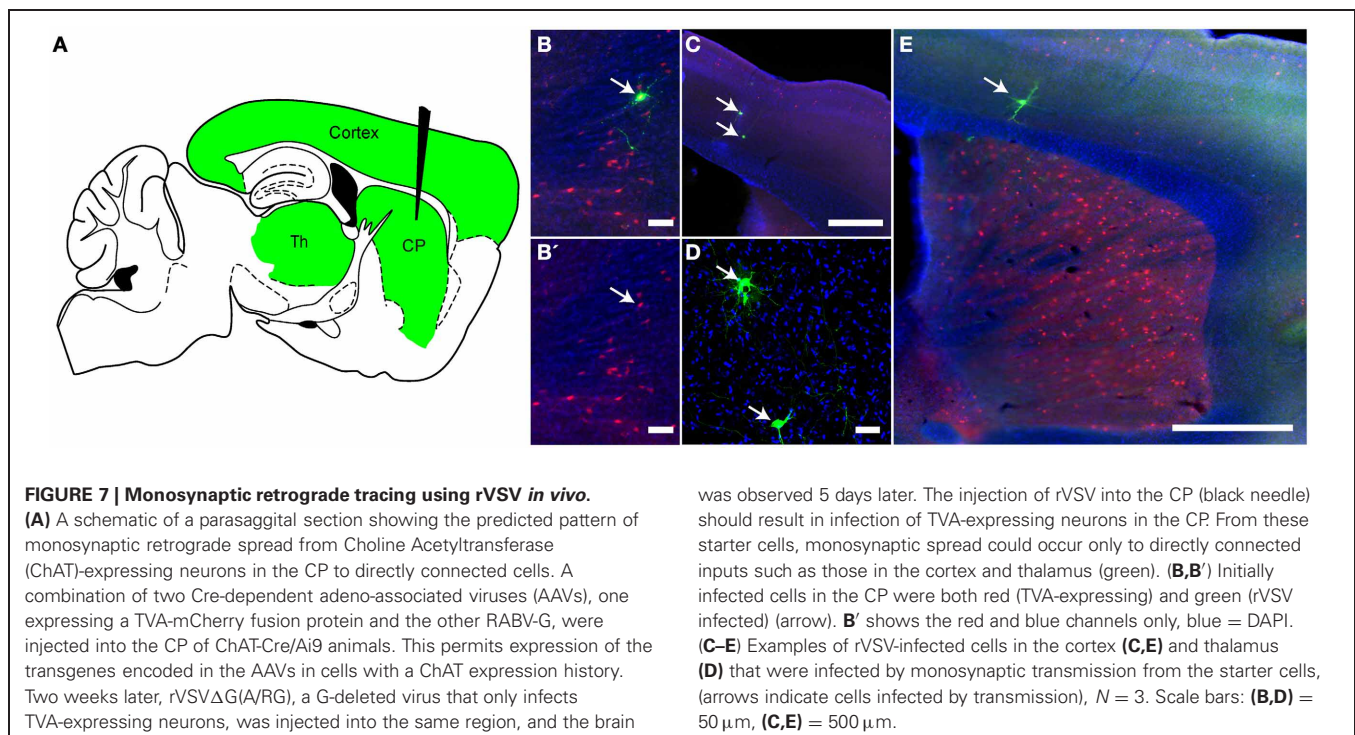 A
Cortex
Th
CP
B
C
E
B′
D
FIGURE 7 | Monosynaptic retrograde tracing using rVSV in vivo.
(A) A schematic of a parasaggital section showing the predicted pattern of
monosynaptic retrograde spread from Choline Acetyltransferase
(ChAT)-expressing neurons in the CP to directly connected cells. A
combination of two Cre-dependent adeno-associated viruses (AAVs), one
expressing a TVA-mCherry fusion protein and the other RABV-G, were
injected into the CP of ChAT-Cre/Ai9 animals. This permits expression of the
transgenes encoded in the AAVs in cells with a ChAT expression history.
Two weeks later, rVSVΔG(A/RG), a G-deleted virus that only infects
TVA-expressing neurons, was injected into the same region, and the brain
was observed 5 days later. The injection of rVSV into the CP (black needle)
should result in infection of TVA-expressing neurons in the CP. From these
starter cells, monosynaptic spread could occur only to directly connected
inputs such as those in the cortex and thalamus (green). (B,B′) Initially
infected cells in the CP were both red (TVA-expressing) and green (rVSV
infected) (arrow). B′ shows the red and blue channels only, blue = DAPI.
(C–E) Examples of rVSV-infected cells in the cortex (C,E) and thalamus
(D) that were infected by monosynaptic transmission from the starter cells,
(arrows indicate cells infected by transmission), N = 3. Scale bars: (B,D) =
50 μm, (C,E) = 500 μm.